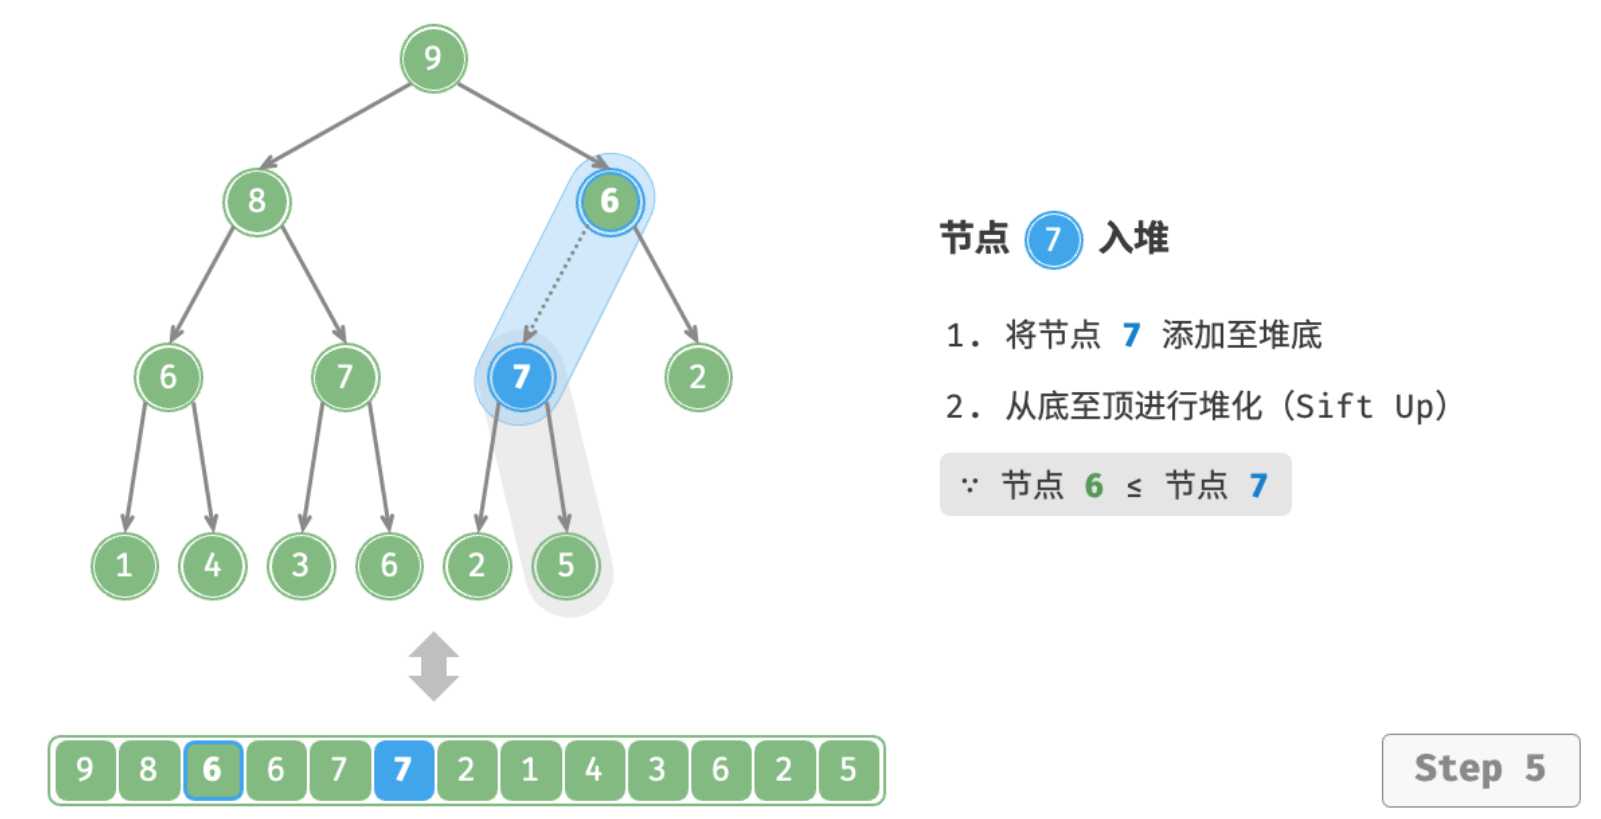 9
8 6
6 7 7 2
1 4 3 6 2 5
节点 7 入堆
1. 将节点 7 添加至堆底
2. 从底至顶进行堆化（Sift Up）
∵ 节点 6 ≤ 节点 7
9 8 6 6 7 7 2 1 4 3 6 2 5
Step 5